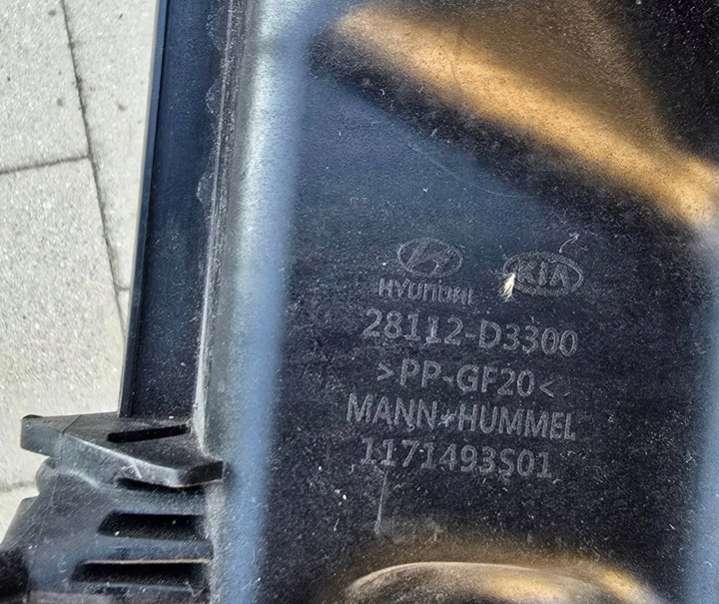 HYUNDAI KIA
28112-D3300
>PP-GF20<
MANN+HUMMEL
1171493S01